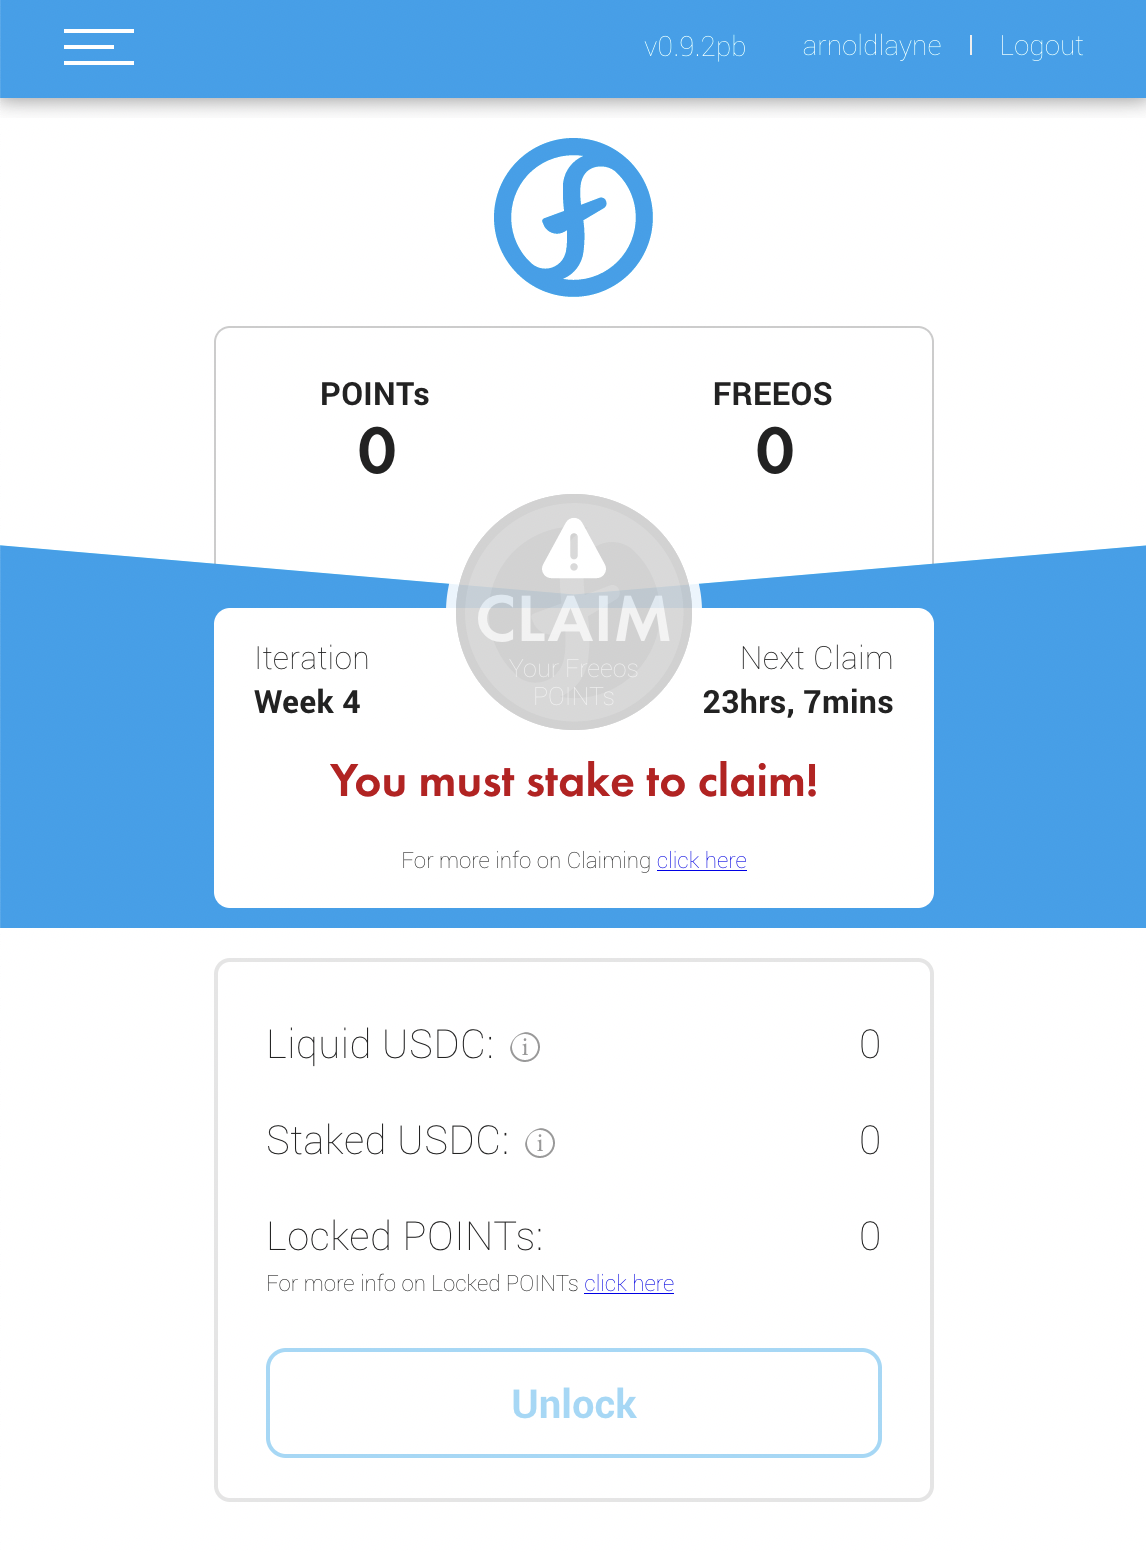 v0.9.2pb arnoldlayne | Logout
POINTs FREEOS
0 0
CLAIM
Your Freeos
POINTs
Iteration Next Claim
Week 4 23hrs, 7mins
You must stake to claim!
For more info on Claiming click here
Liquid USDC: i 0
Staked USDC: i 0
Locked POINTs: 0
For more info on Locked POINTs click here
Unlock